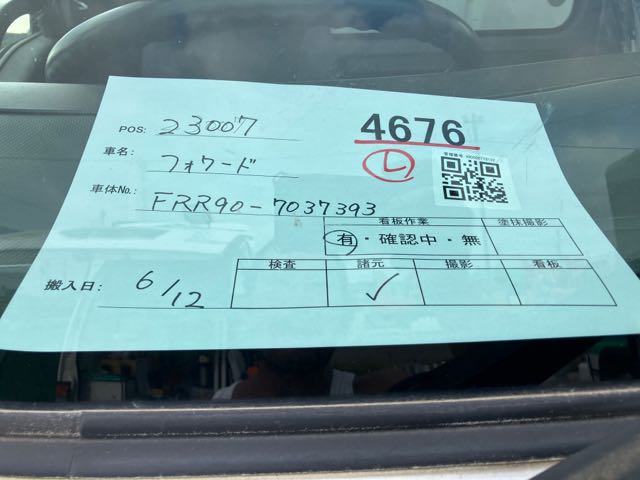 POS: 23007
4676
L
車名: フォワード
車体No.: FRR90-7037393
看板作業 塗抹撮影
有・確認中・無
検査 諸元 撮影 看板
搬入日: 6/12 ✓